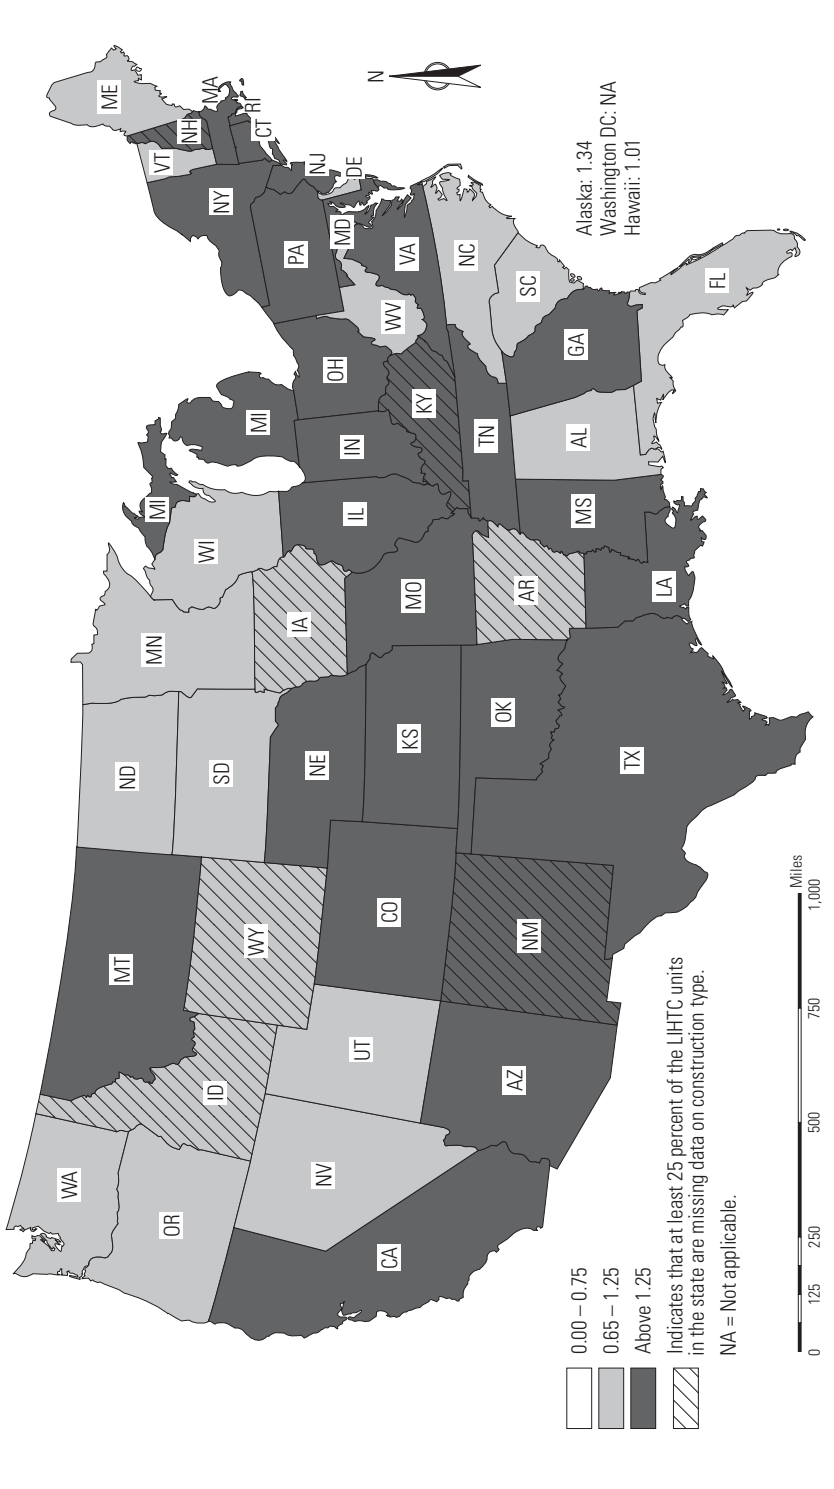 WA
OR
CA
NV
ID
MT
WY
UT
AZ
CO
NM
ND
SD
NE
KS
OK
TX
MN
IA
MO
AR
LA
WI
IL
MI
MI
IN
OH
KY
TN
MS
AL
GA
FL
SC
NC
VA
WV
MD
DE
PA
NJ
NY
CT
RI
MA
VT
NH
ME
N
Alaska: 1.34
Washington DC: NA
Hawaii: 1.01
0.00 – 0.75
0.65 – 1.25
Above 1.25
Indicates that at least 25 percent of the LIHTC units
in the state are missing data on construction type.
NA = Not applicable.
Miles
0 125 250 500 750 1,000